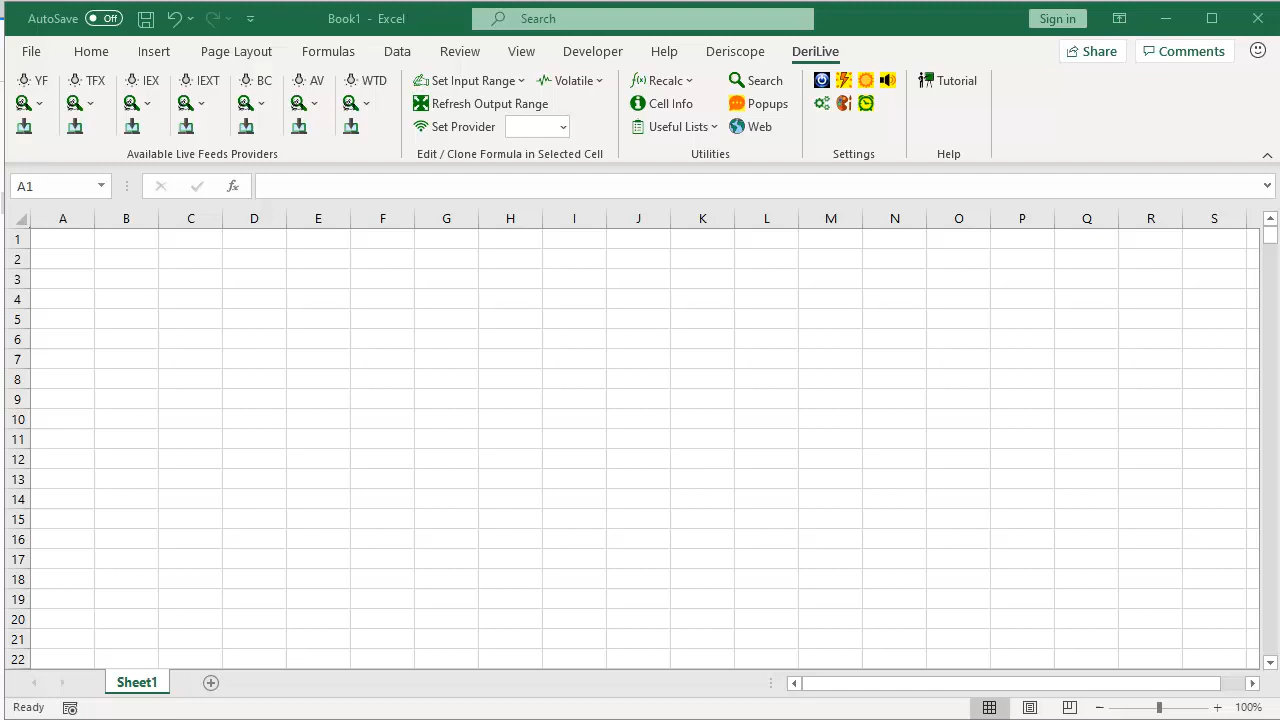 AutoSave Off Book1 - Excel Search Sign in
File Home Insert Page Layout Formulas Data Review View Developer Help Deriscope DeriLive Share Comments
YF TFX IEX IEXT BC AV WTD Set Input Range Volatile Recalc Search Tutorial
Refresh Output Range Cell Info Popups
Set Provider Useful Lists Web
Available Live Feeds Providers Edit / Clone Formula in Selected Cell Utilities Settings Help
A1 fx
A B C D E F G H I J K L M N O P Q R S
1
2
3
4
5
6
7
8
9
10
11
12
13
14
15
16
17
18
19
20
21
22
Sheet1
Ready 100%